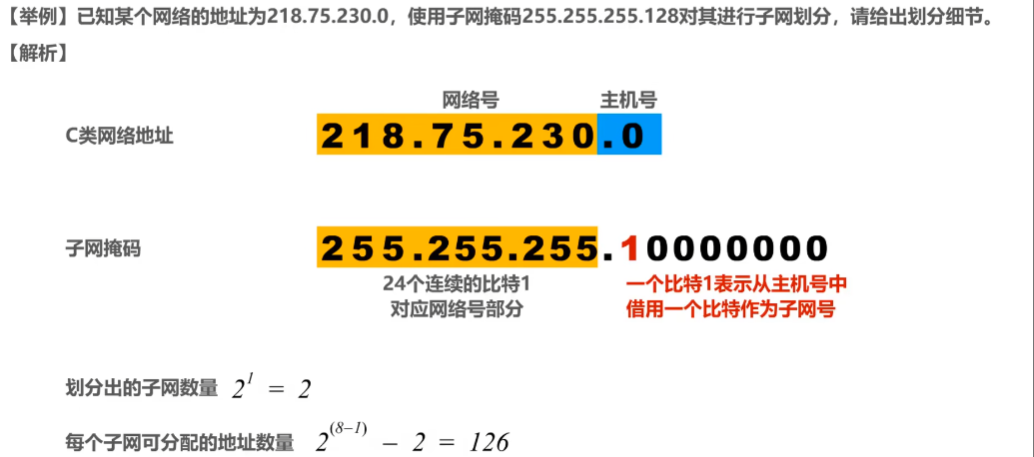 【举例】已知某个网络的地址为218.75.230.0，使用子网掩码255.255.255.128对其进行子网划分，请给出划分细节。
【解析】
网络号 主机号
C类网络地址 218.75.230.0
子网掩码 255.255.255.10000000
24个连续的比特1 一个比特1表示从主机号中
对应网络号部分 借用一个比特作为子网号
划分出的子网数量 2^1 = 2
每个子网可分配的地址数量 2^(8-1) - 2 = 126